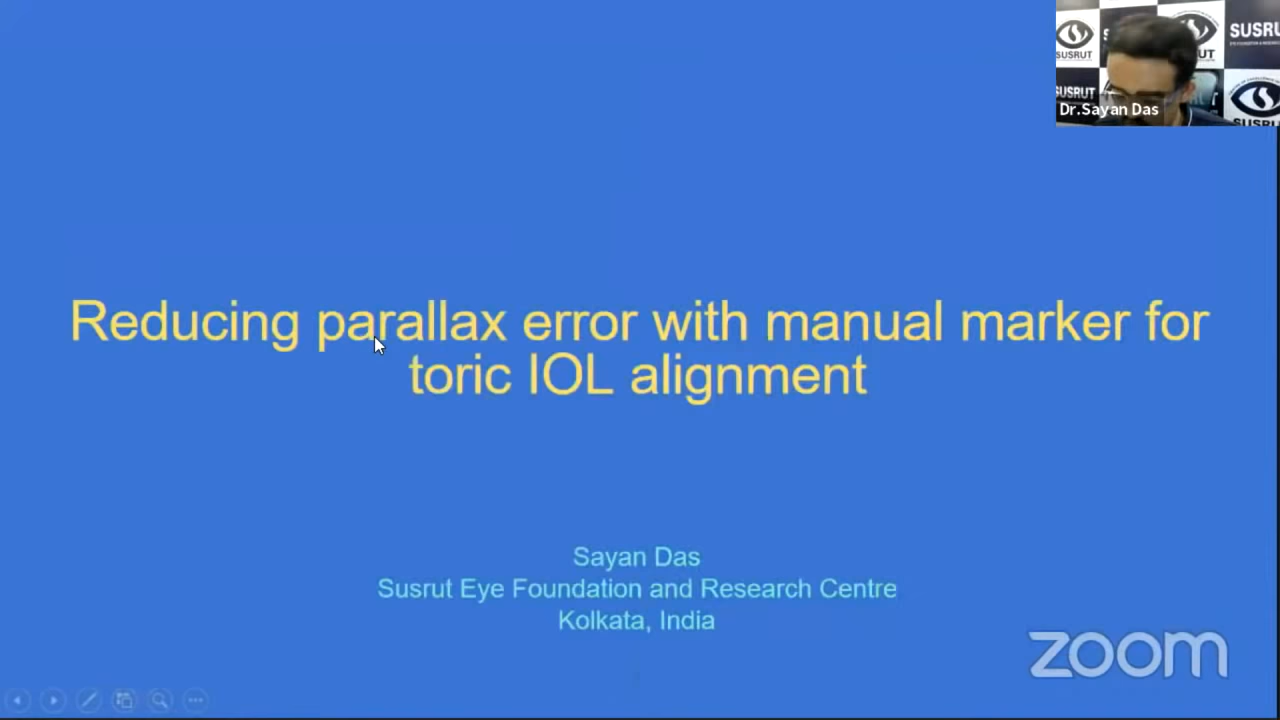 SUSRUT
SUSRUT
Dr.Sayan Das
Reducing parallax error with manual marker for
toric IOL alignment
Sayan Das
Susrut Eye Foundation and Research Centre
Kolkata, India
zoom